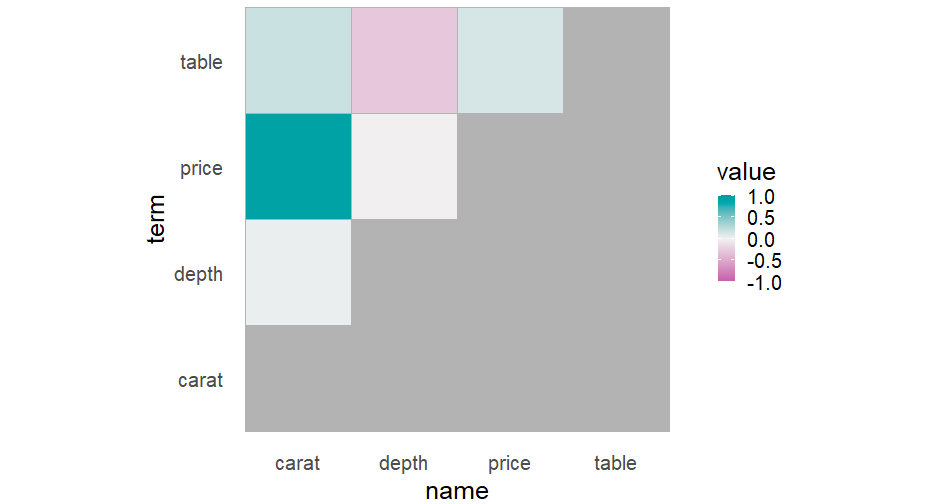 table
price
depth
carat
term
carat depth price table
name
value
1.0
0.5
0.0
-0.5
-1.0